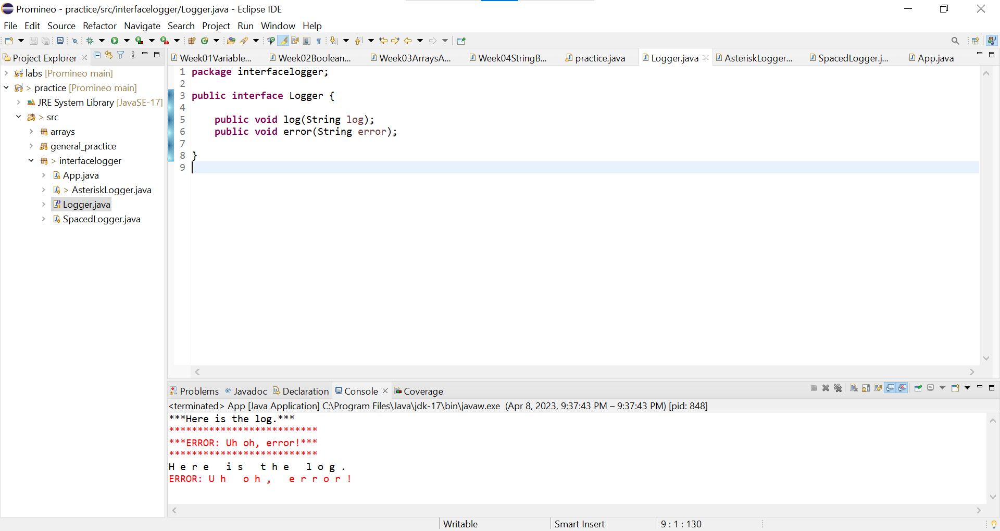 Promineo - practice/src/interfacelogger/Logger.java - Eclipse IDE
File Edit Source Refactor Navigate Search Project Run Window Help
Project Explorer
Week01Variable... Week02Boolean... Week03ArraysA... Week04StringB... practice.java Logger.java AsteriskLogger... SpacedLogger.j... App.java
labs [Promineo main]
> practice [Promineo main]
JRE System Library [JavaSE-17]
> src
arrays
general_practice
> interfacelogger
App.java
> AsteriskLogger.java
Logger.java
SpacedLogger.java
1 package interfacelogger;
2
3 public interface Logger {
4
5     public void log(String log);
6     public void error(String error);
7
8 }
9
Problems Javadoc Declaration Console Coverage
<terminated> App [Java Application] C:\Program Files\Java\jdk-17\bin\javaw.exe  (Apr 8, 2023, 9:37:43 PM – 9:37:43 PM) [pid: 848]
***Here is the log.***
**************************
***ERROR: Uh oh, error!***
**************************
H e r e   i s   t h e   l o g .
ERROR: U h   o h ,   e r r o r !
Writable Smart Insert 9 : 1 : 130